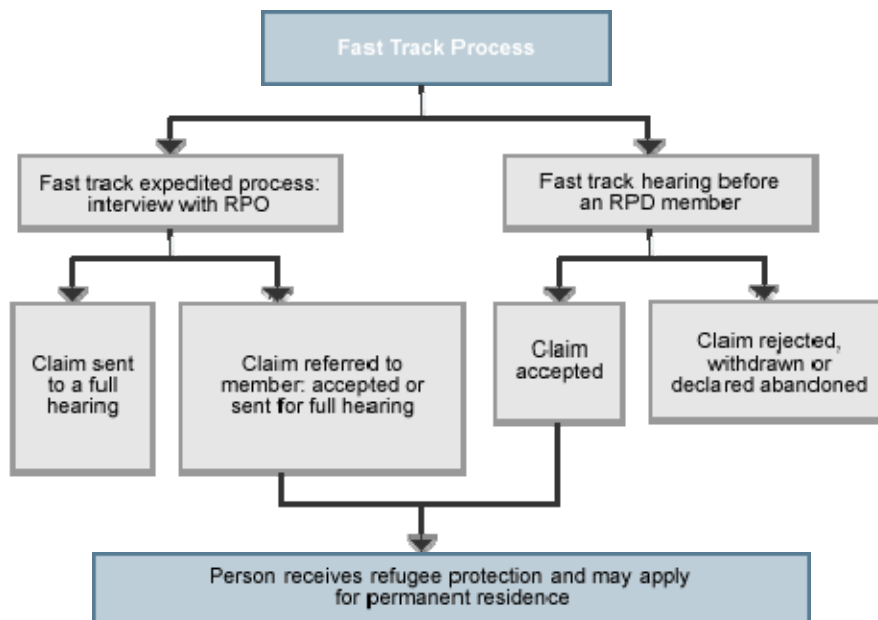 Fast Track Process
Fast track expedited process:
interview with RPO
Fast track hearing before
an RPD member
Claim sent
to a full
hearing
Claim referred to
member: accepted or
sent for full hearing
Claim
accepted
Claim rejected,
withdrawn or
declared abandoned
Person receives refugee protection and may apply
for permanent residence